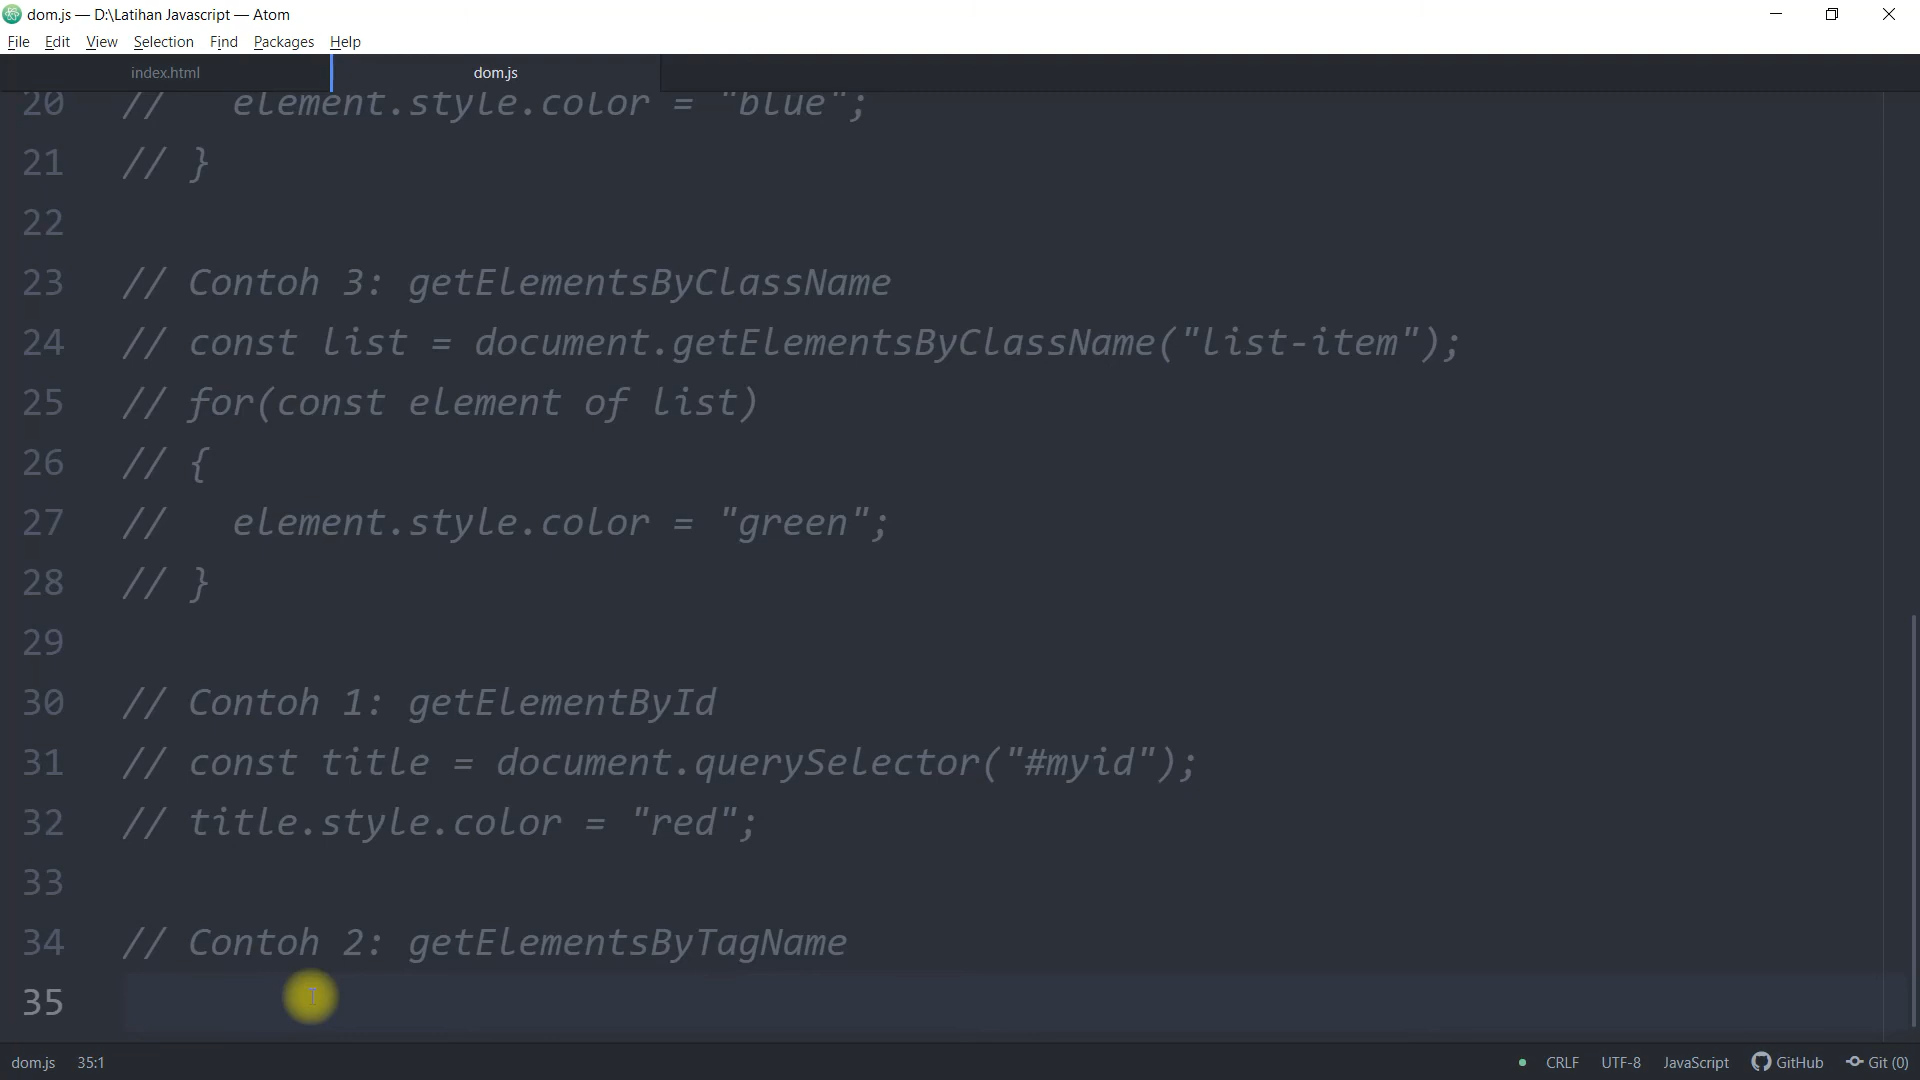 dom.js — D:\Latihan Javascript — Atom
File Edit View Selection Find Packages Help
index.html dom.js
20 //   element.style.color = "blue";
21 // }
22
23 // Contoh 3: getElementsByClassName
24 // const list = document.getElementsByClassName("list-item");
25 // for(const element of list)
26 // {
27 //   element.style.color = "green";
28 // }
29
30 // Contoh 1: getElementById
31 // const title = document.querySelector("#myid");
32 // title.style.color = "red";
33
34 // Contoh 2: getElementsByTagName
35
dom.js 35:1 CRLF UTF-8 JavaScript GitHub Git (0)